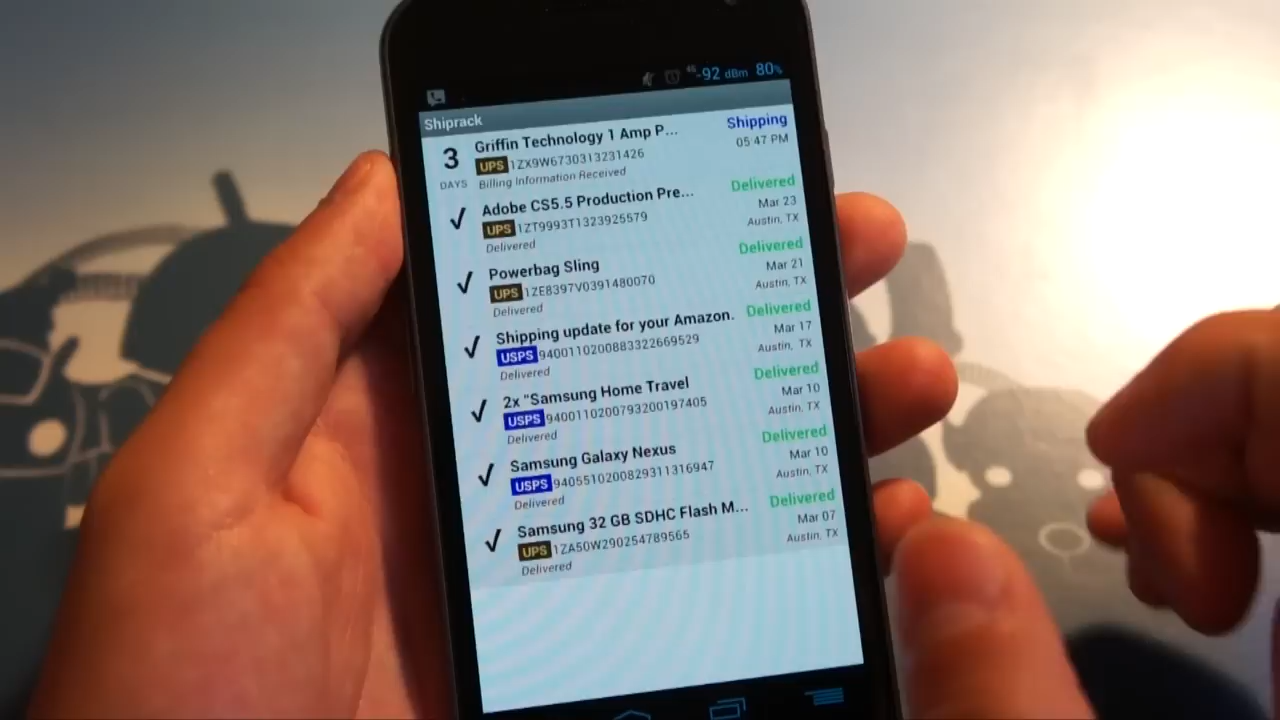 4G -92 dBm 80%
Shiprack
3 DAYS
Griffin Technology 1 Amp P... Shipping
UPS 1ZX9W6730313231426 05:47 PM
Billing Information Received
Adobe CS5.5 Production Pre... Delivered
UPS 1ZT9993T1323925579 Mar 23
Delivered Austin, TX
Powerbag Sling Delivered
UPS 1ZE8397V0391480070 Mar 21
Delivered Austin, TX
Shipping update for your Amazon. Delivered
USPS 9400110200883322669529 Mar 17
Delivered Austin, TX
2x "Samsung Home Travel Delivered
USPS 9400110200793200197405 Mar 10
Delivered Austin, TX
Samsung Galaxy Nexus Delivered
USPS 9405510200829311316947 Mar 10
Delivered Austin, TX
Samsung 32 GB SDHC Flash M... Delivered
UPS 1ZA50W290254789565 Mar 07
Delivered Austin, TX